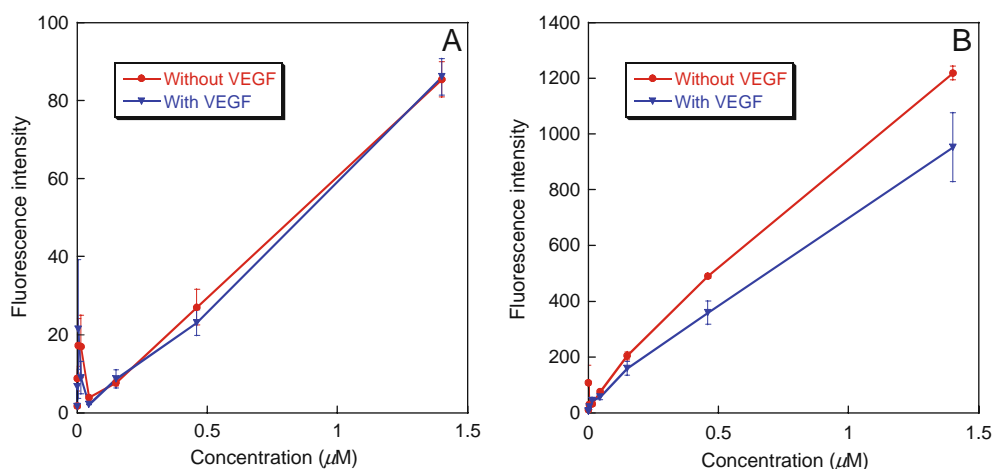 A
Without VEGF
With VEGF
Fluorescence intensity
100
80
60
40
20
0
0
0.5
1
1.5
Concentration (μM)
B
Without VEGF
With VEGF
Fluorescence intensity
1400
1200
1000
800
600
400
200
0
0
0.5
1
1.5
Concentration (μM)